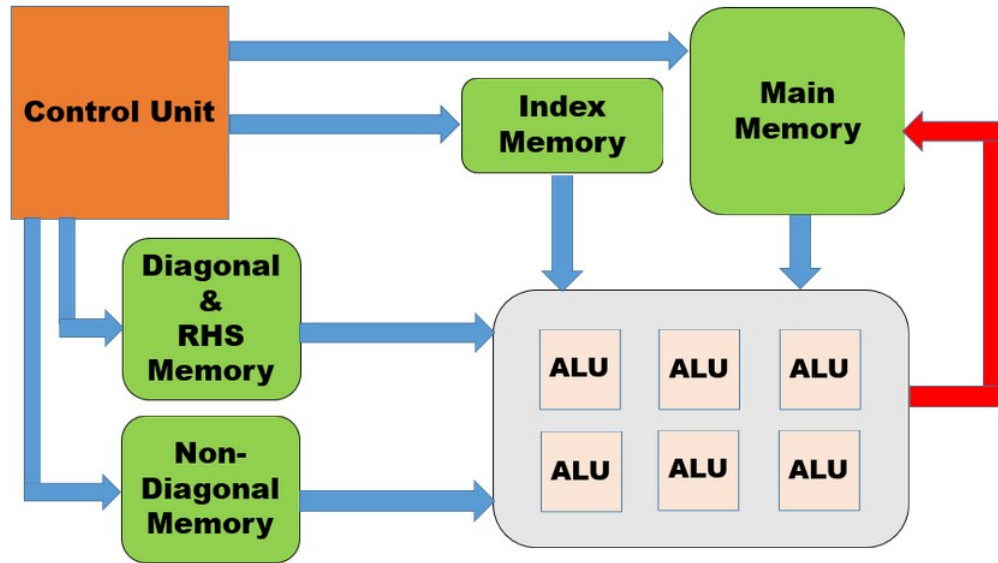 Control Unit
Index
Memory
Main
Memory
Diagonal
&
RHS
Memory
ALU ALU ALU
Non-
Diagonal
Memory
ALU ALU ALU